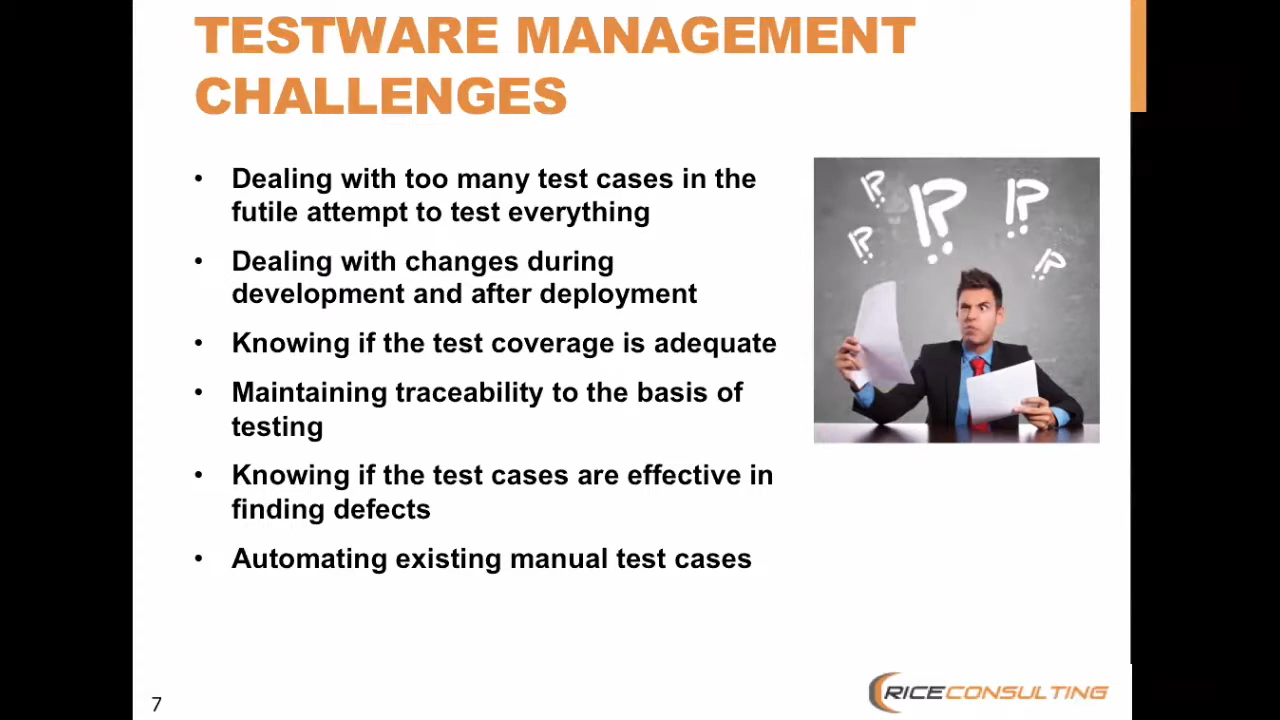 TESTWARE MANAGEMENT
CHALLENGES
• Dealing with too many test cases in the
futile attempt to test everything
• Dealing with changes during
development and after deployment
• Knowing if the test coverage is adequate
• Maintaining traceability to the basis of
testing
• Knowing if the test cases are effective in
finding defects
• Automating existing manual test cases
!? !? !? !? !?
7
RICECONSULTING